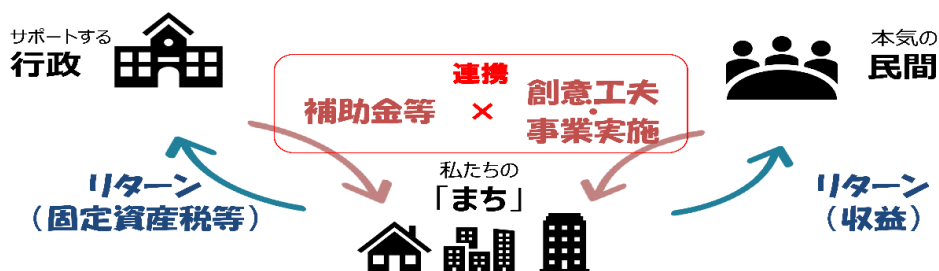 サポートする
行政
連携
補助金等
×
創意工夫
・
事業実施
本気の
民間
私たちの
「まち」
リターン
(固定資産税等)
リターン
(収益)